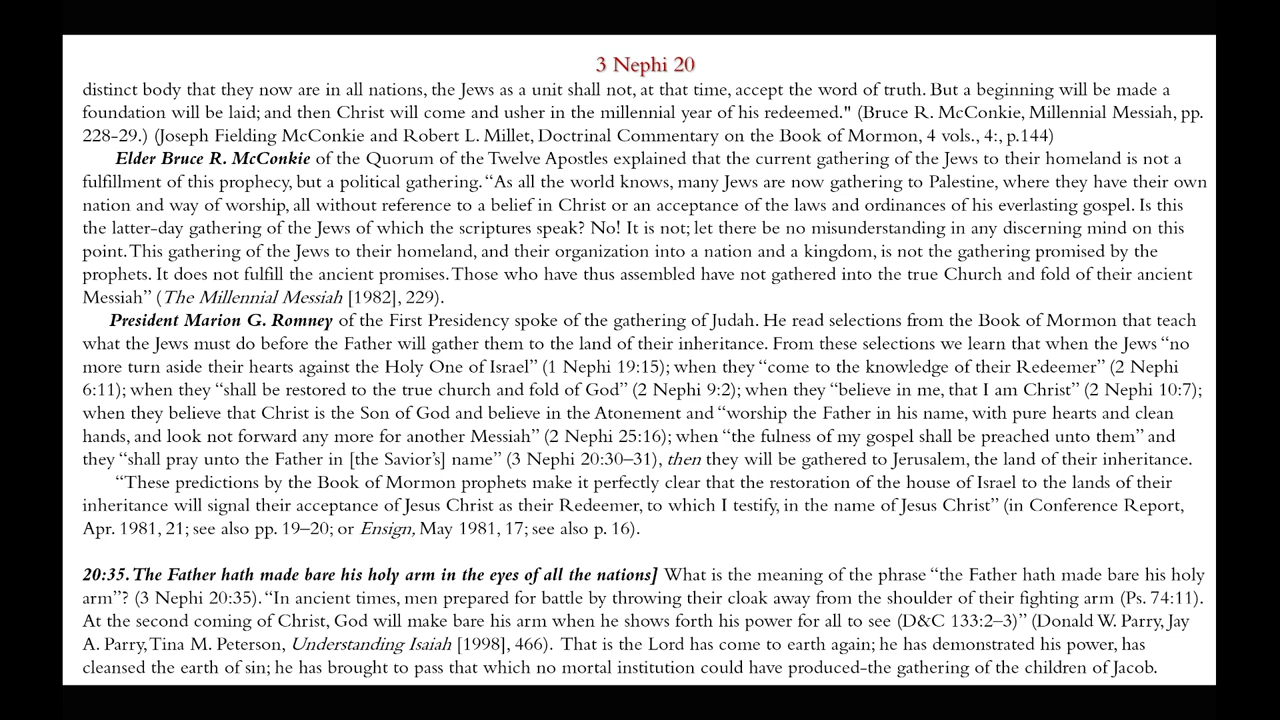 3 Nephi 20
distinct body that they now are in all nations, the Jews as a unit shall not, at that time, accept the word of truth. But a beginning will be made a
foundation will be laid; and then Christ will come and usher in the millennial year of his redeemed." (Bruce R. McConkie, Millennial Messiah, pp.
228-29.) (Joseph Fielding McConkie and Robert L. Millet, Doctrinal Commentary on the Book of Mormon, 4 vols., 4:, p.144)
Elder Bruce R. McConkie of the Quorum of the Twelve Apostles explained that the current gathering of the Jews to their homeland is not a
fulfillment of this prophecy, but a political gathering. “As all the world knows, many Jews are now gathering to Palestine, where they have their own
nation and way of worship, all without reference to a belief in Christ or an acceptance of the laws and ordinances of his everlasting gospel. Is this
the latter-day gathering of the Jews of which the scriptures speak? No! It is not; let there be no misunderstanding in any discerning mind on this
point. This gathering of the Jews to their homeland, and their organization into a nation and a kingdom, is not the gathering promised by the
prophets. It does not fulfill the ancient promises. Those who have thus assembled have not gathered into the true Church and fold of their ancient
Messiah” (The Millennial Messiah [1982], 229).
President Marion G. Romney of the First Presidency spoke of the gathering of Judah. He read selections from the Book of Mormon that teach
what the Jews must do before the Father will gather them to the land of their inheritance. From these selections we learn that when the Jews “no
more turn aside their hearts against the Holy One of Israel” (1 Nephi 19:15); when they “come to the knowledge of their Redeemer” (2 Nephi
6:11); when they “shall be restored to the true church and fold of God” (2 Nephi 9:2); when they “believe in me, that I am Christ” (2 Nephi 10:7);
when they believe that Christ is the Son of God and believe in the Atonement and “worship the Father in his name, with pure hearts and clean
hands, and look not forward any more for another Messiah” (2 Nephi 25:16); when “the fulness of my gospel shall be preached unto them” and
they “shall pray unto the Father in [the Savior’s] name” (3 Nephi 20:30–31), then they will be gathered to Jerusalem, the land of their inheritance.
“These predictions by the Book of Mormon prophets make it perfectly clear that the restoration of the house of Israel to the lands of their
inheritance will signal their acceptance of Jesus Christ as their Redeemer, to which I testify, in the name of Jesus Christ” (in Conference Report,
Apr. 1981, 21; see also pp. 19–20; or Ensign, May 1981, 17; see also p. 16).
20:35. The Father hath made bare his holy arm in the eyes of all the nations] What is the meaning of the phrase “the Father hath made bare his holy
arm”? (3 Nephi 20:35). “In ancient times, men prepared for battle by throwing their cloak away from the shoulder of their fighting arm (Ps. 74:11).
At the second coming of Christ, God will make bare his arm when he shows forth his power for all to see (D&C 133:2–3)” (Donald W. Parry, Jay
A. Parry, Tina M. Peterson, Understanding Isaiah [1998], 466). That is the Lord has come to earth again; he has demonstrated his power, has
cleansed the earth of sin; he has brought to pass that which no mortal institution could have produced-the gathering of the children of Jacob.